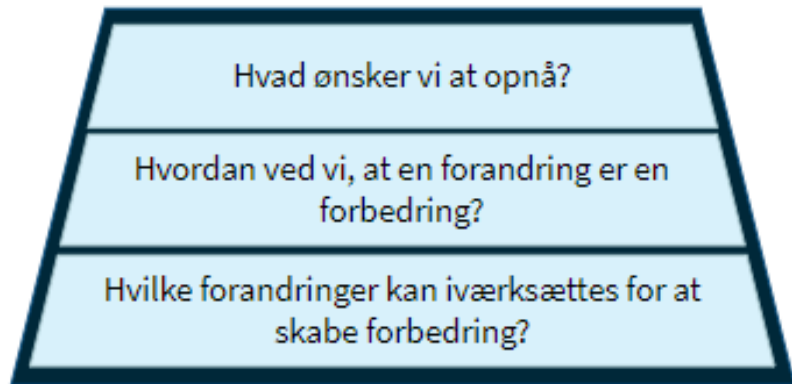 Hvad ønsker vi at opnå?
Hvordan ved vi, at en forandring er en
forbedring?
Hvilke forandringer kan iværksættes for at
skabe forbedring?